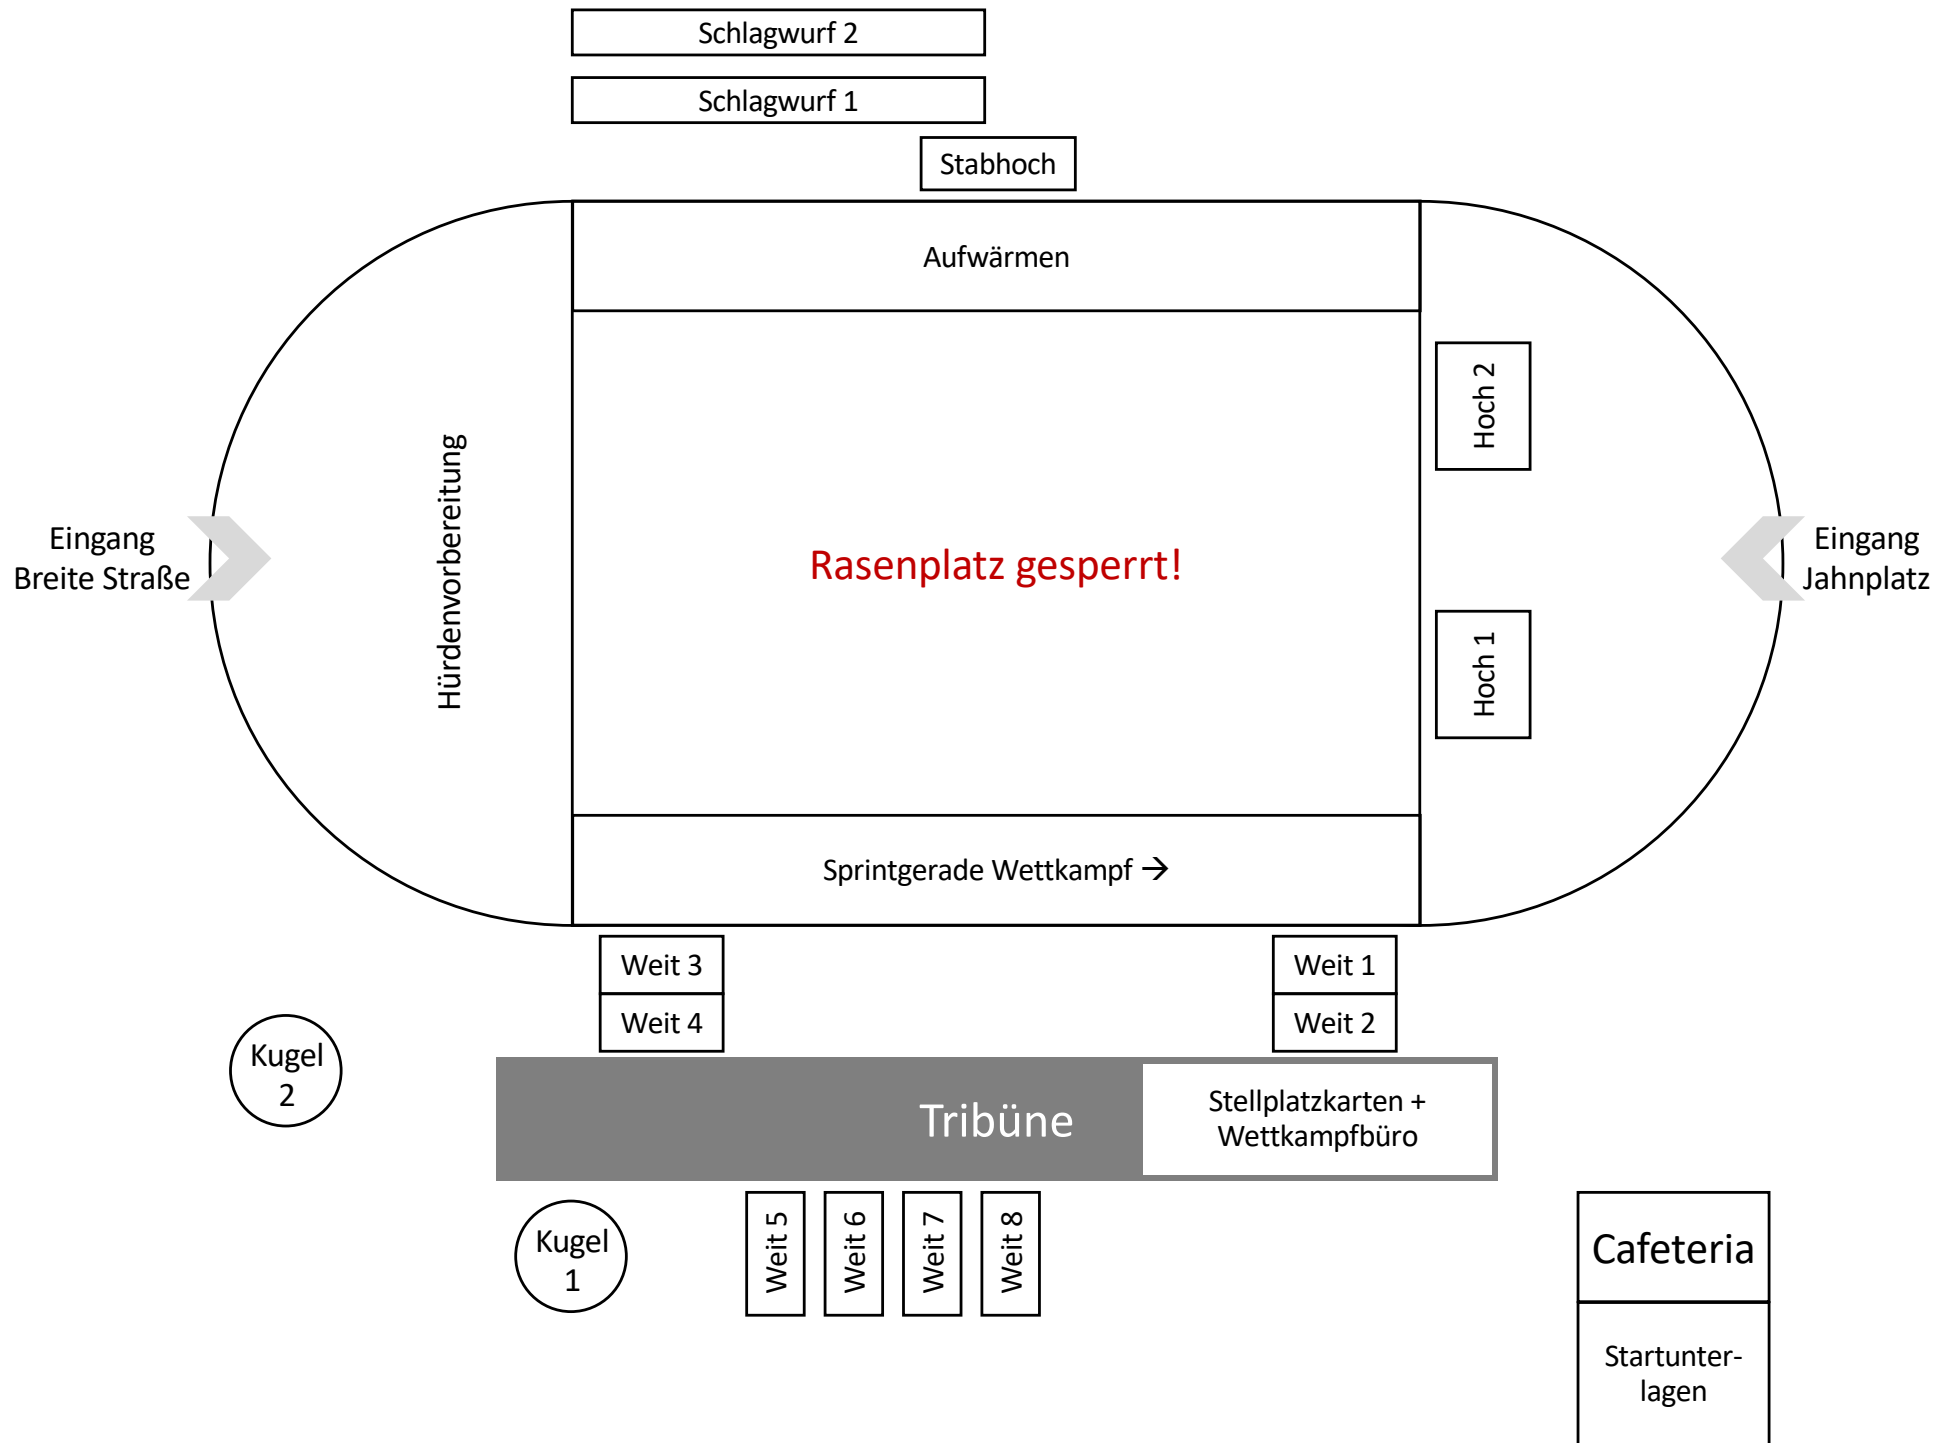 Schlagwurf 2
Schlagwurf 1
Stabhoch
Aufwärmen
Hoch 2
Hürdenvorbereitung
Eingang
Breite Straße
Rasenplatz gesperrt!
Eingang
Jahnplatz
Hoch 1
Sprintgerade Wettkampf →
Weit 3
Weit 1
Weit 4
Weit 2
Kugel
2
Tribüne
Stellplatzkarten +
Wettkampfbüro
Kugel
1
Weit 5
Weit 6
Weit 7
Weit 8
Cafeteria
Startunter-
lagen